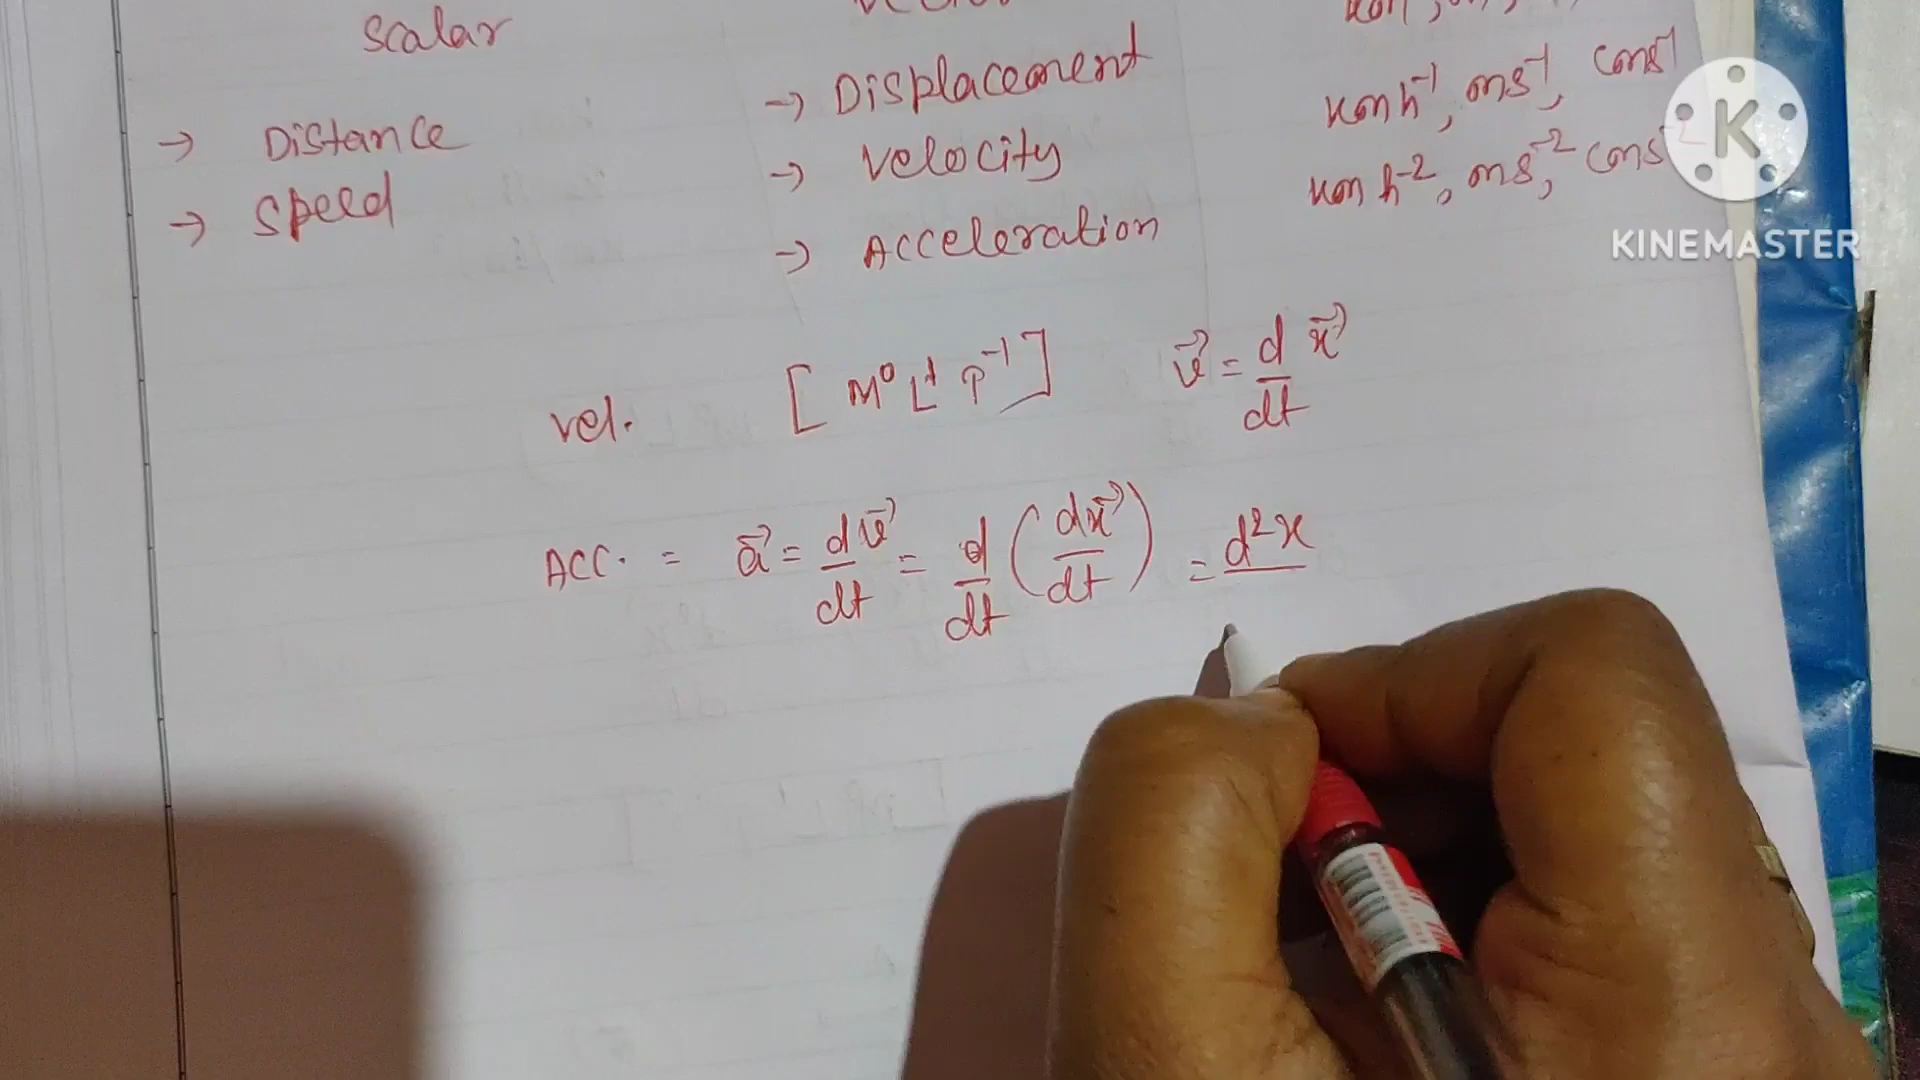 Scalar
→ Displacement
km h⁻¹, ms⁻¹, cms⁻¹
→ Distance
→ Velocity
km h⁻², ms⁻², cms⁻²
→ Speed
→ Acceleration
K
KINEMASTER
vel. [M⁰ L¹ T⁻¹] v⃗ = d/dt x⃗
Acc. = a⃗ = dv⃗/dt = d/dt (dx⃗/dt) = d²x